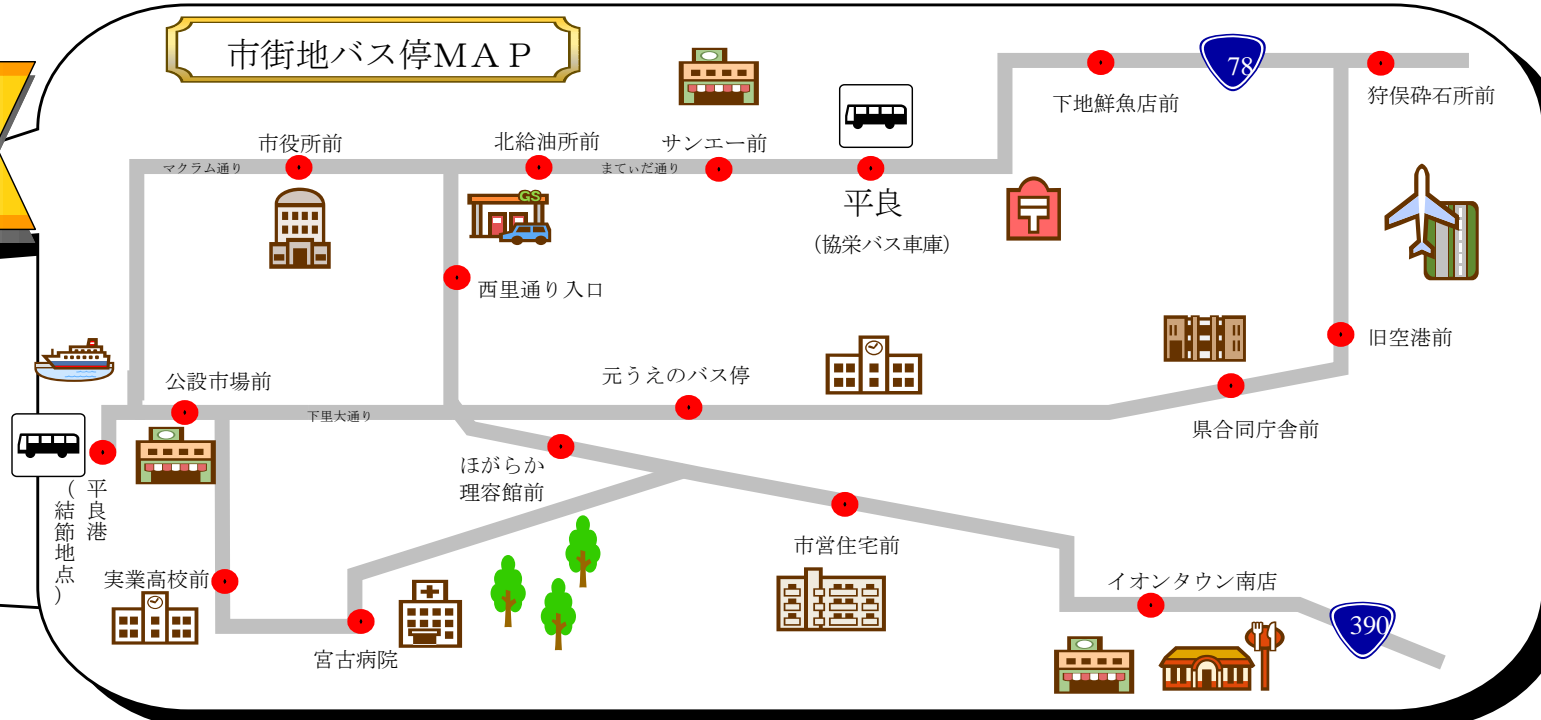 市街地バス停MAP
78
下地鮮魚店前
狩俣砕石所前
市役所前
北給油所前
サンエー前
マクラム通り
まてぃだ通り
平良
(協栄バス車庫)
GS
西里通り入口
旧空港前
公設市場前
元うえのバス停
下里大通り
県合同庁舎前
ほがらか
理容館前
平良港
(結節地点)
市営住宅前
実業高校前
イオンタウン南店
390
宮古病院